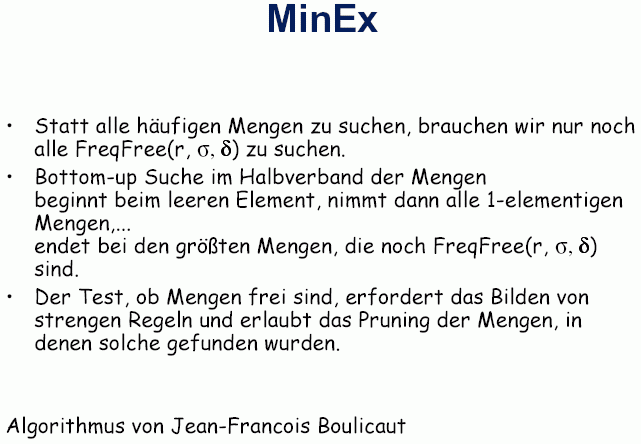 MinEx
• Statt alle häufigen Mengen zu suchen, brauchen wir nur noch
alle FreqFree(r, σ, δ) zu suchen.
• Bottom-up Suche im Halbverband der Mengen
beginnt beim leeren Element, nimmt dann alle 1-elementigen
Mengen,...
endet bei den größten Mengen, die noch FreqFree(r, σ, δ)
sind.
• Der Test, ob Mengen frei sind, erfordert das Bilden von
strengen Regeln und erlaubt das Pruning der Mengen, in
denen solche gefunden wurden.
Algorithmus von Jean-Francois Boulicaut